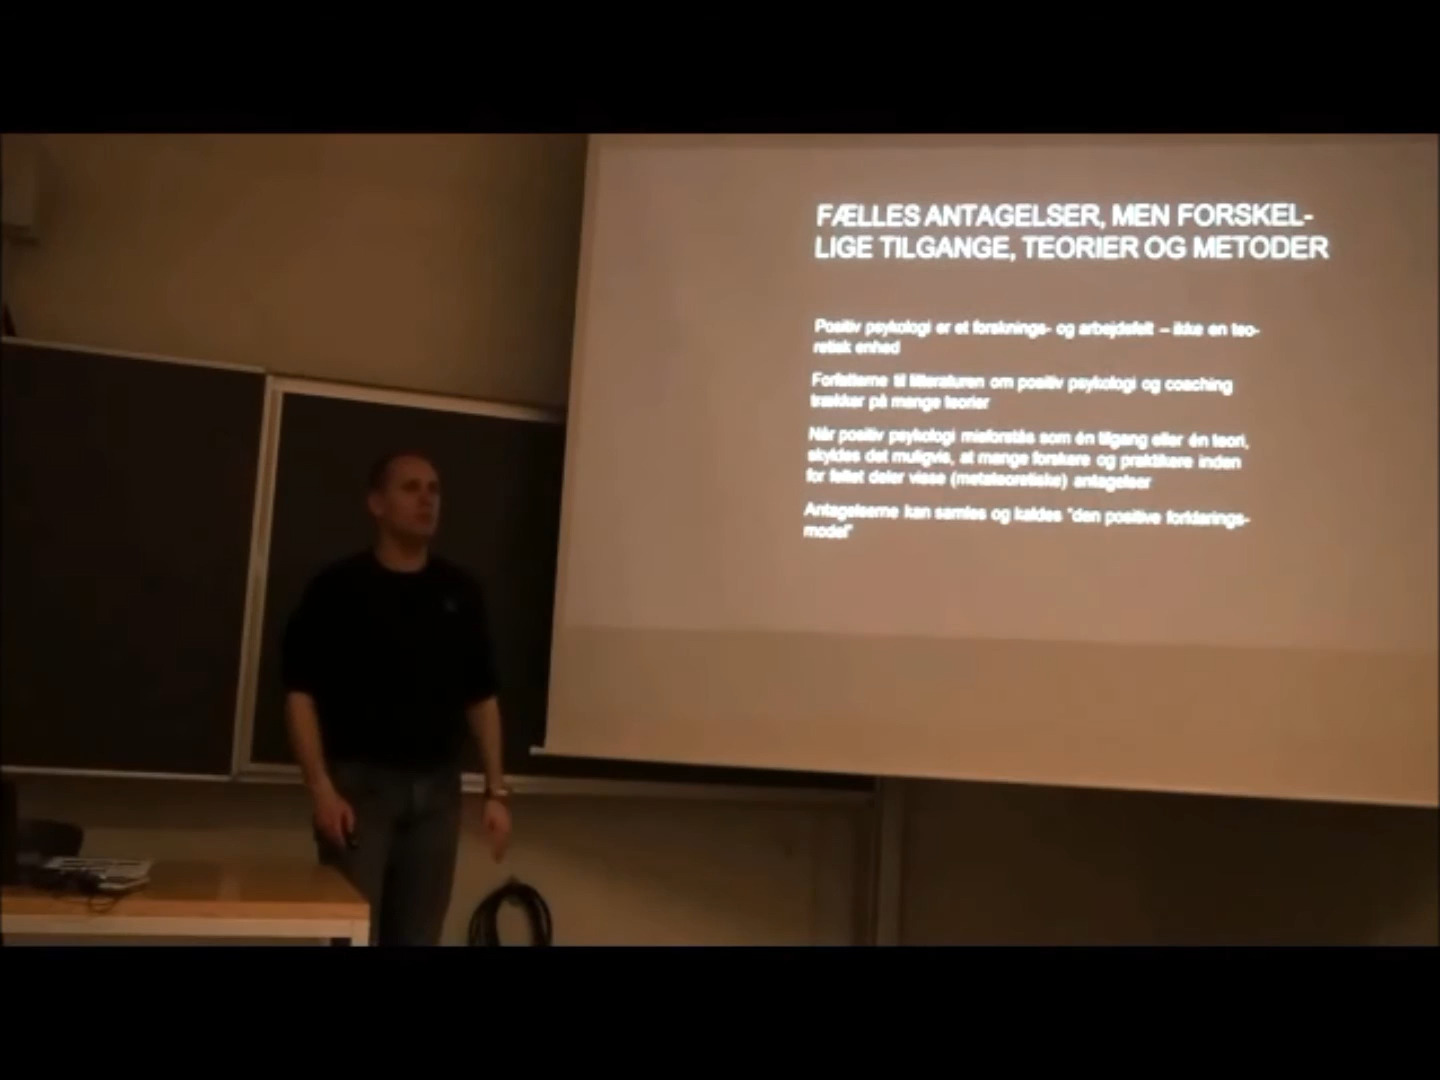 FÆLLES ANTAGELSER, MEN FORSKEL-
LIGE TILGANGE, TEORIER OG METODER
Positiv psykologi er et forsknings- og arbejdsfelt – ikke en teo-
retisk enhed
Forfatterne til litteraturen om positiv psykologi og coaching
trækker på mange teorier
Når positiv psykologi misforstås som én tilgang eller én teori,
skyldes det muligvis, at mange forskere og praktikere inden
for feltet deler visse (metateoretiske) antagelser
Antagelserne kan samles og kaldes "den positive forklarings-
model"